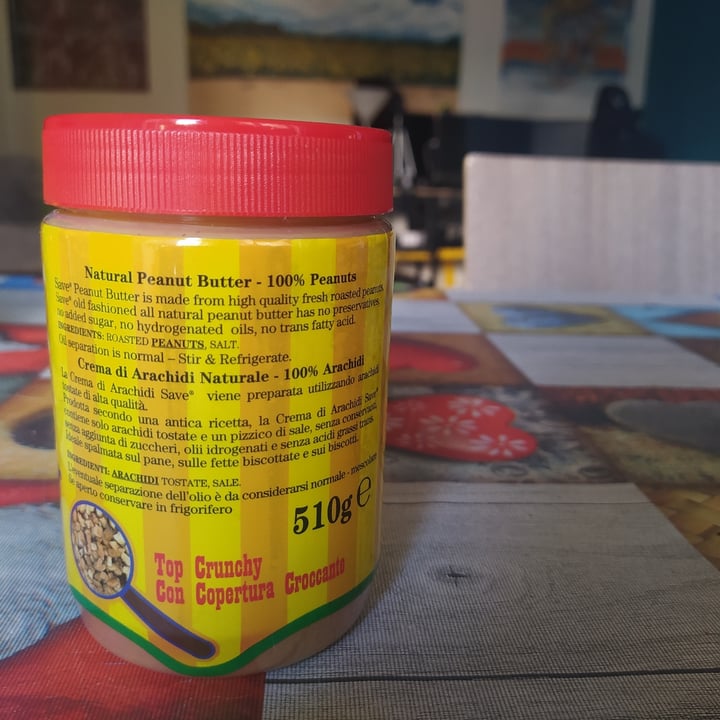 Natural Peanut Butter - 100% Peanuts
Save® Peanut Butter is made from high quality fresh roasted peanuts.
Save® old fashioned all natural peanut butter has no preservatives,
no added sugar, no hydrogenated oils, no trans fatty acid.
INGREDIENTS: ROASTED PEANUTS, SALT.
Oil separation is normal – Stir & Refrigerate.
Crema di Arachidi Naturale - 100% Arachidi
La Crema di Arachidi Save® viene preparata utilizzando arachidi
tostate di alta qualità.
Prodotta secondo una antica ricetta, la Crema di Arachidi Save®
contiene solo arachidi tostate e un pizzico di sale, senza conservanti,
senza aggiunta di zuccheri, olii idrogenati e senza acidi grassi trans.
Ideale spalmata sul pane, sulle fette biscottate e sui biscotti.
INGREDIENTI: ARACHIDI TOSTATE, SALE.
L'eventuale separazione dell'olio è da considerarsi normale - mescolare
Se aperto conservare in frigorifero
510g ℮
Top Crunchy
Con Copertura Croccante